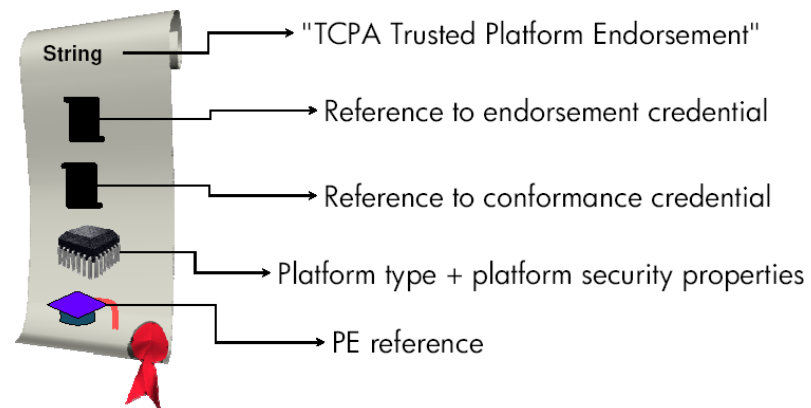 String
"TCPA Trusted Platform Endorsement"
Reference to endorsement credential
Reference to conformance credential
Platform type + platform security properties
PE reference